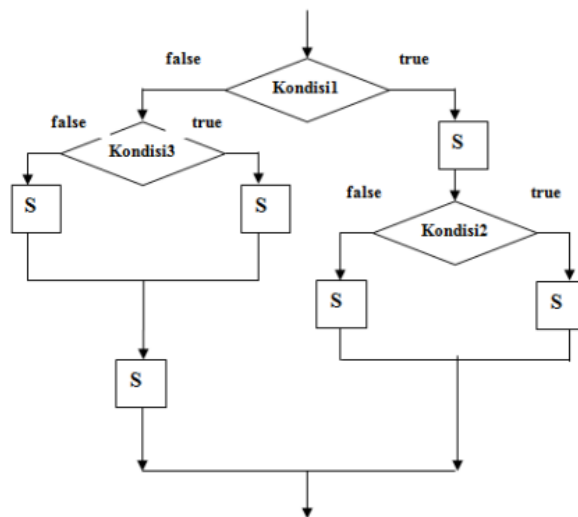 false true
Kondisi1
false true
Kondisi3
S
S S
false true
Kondisi2
S S
S